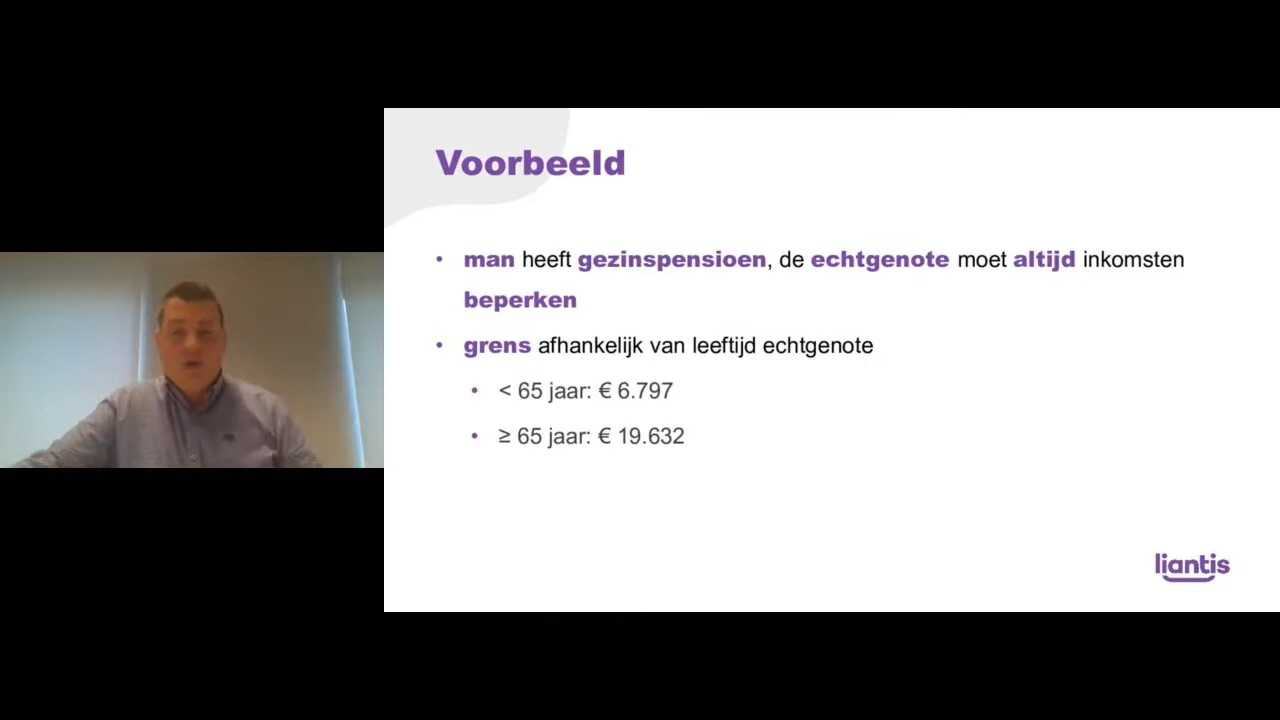 Voorbeeld
• man heeft gezinspensioen, de echtgenote moet altijd inkomsten
beperken
• grens afhankelijk van leeftijd echtgenote
• < 65 jaar: € 6.797
• ≥ 65 jaar: € 19.632
liantis